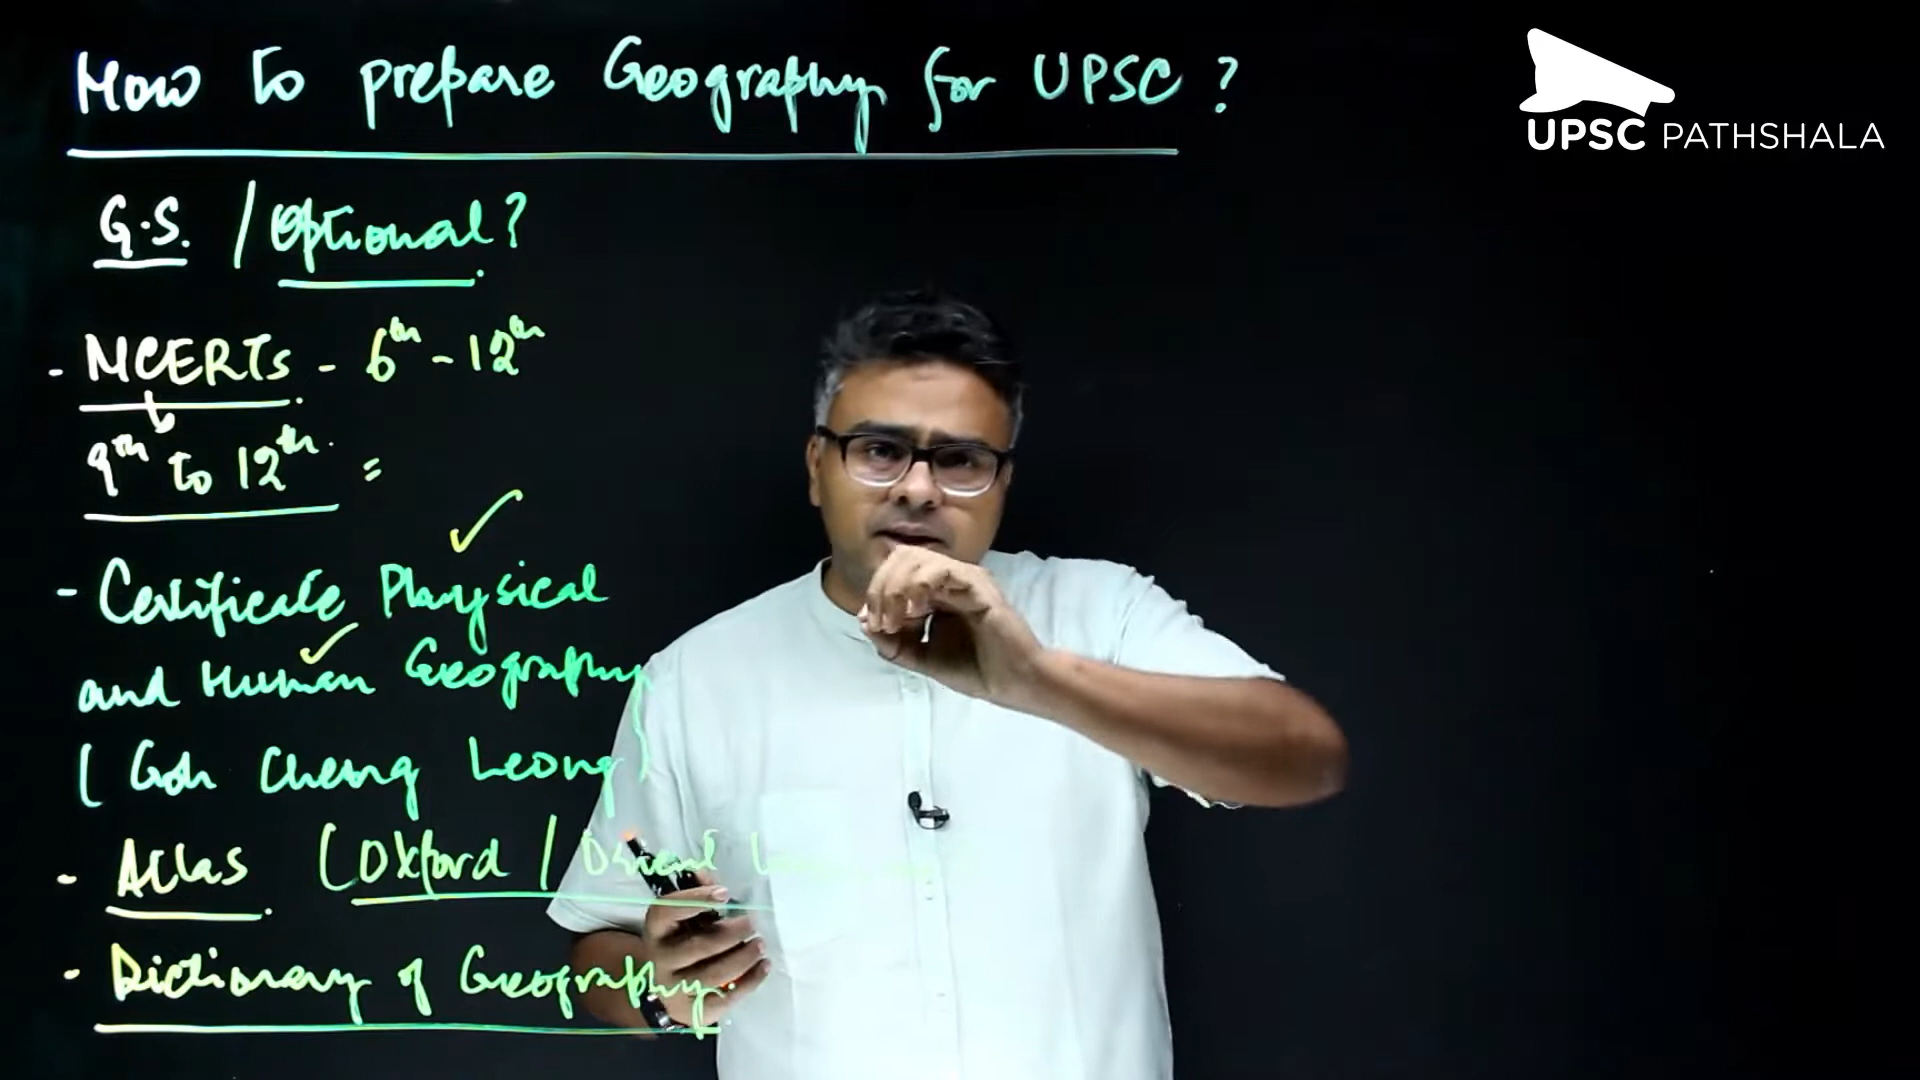 How to prepare Geography for UPSC ?
UPSC PATHSHALA
G.S. / Optional ?
- NCERTs - 6th - 12th
9th to 12th =
- Certificate Physical
and Human Geography
( Goh Cheng Leong )
- Atlas ( Oxford / Orient
- Dictionary of Geography.